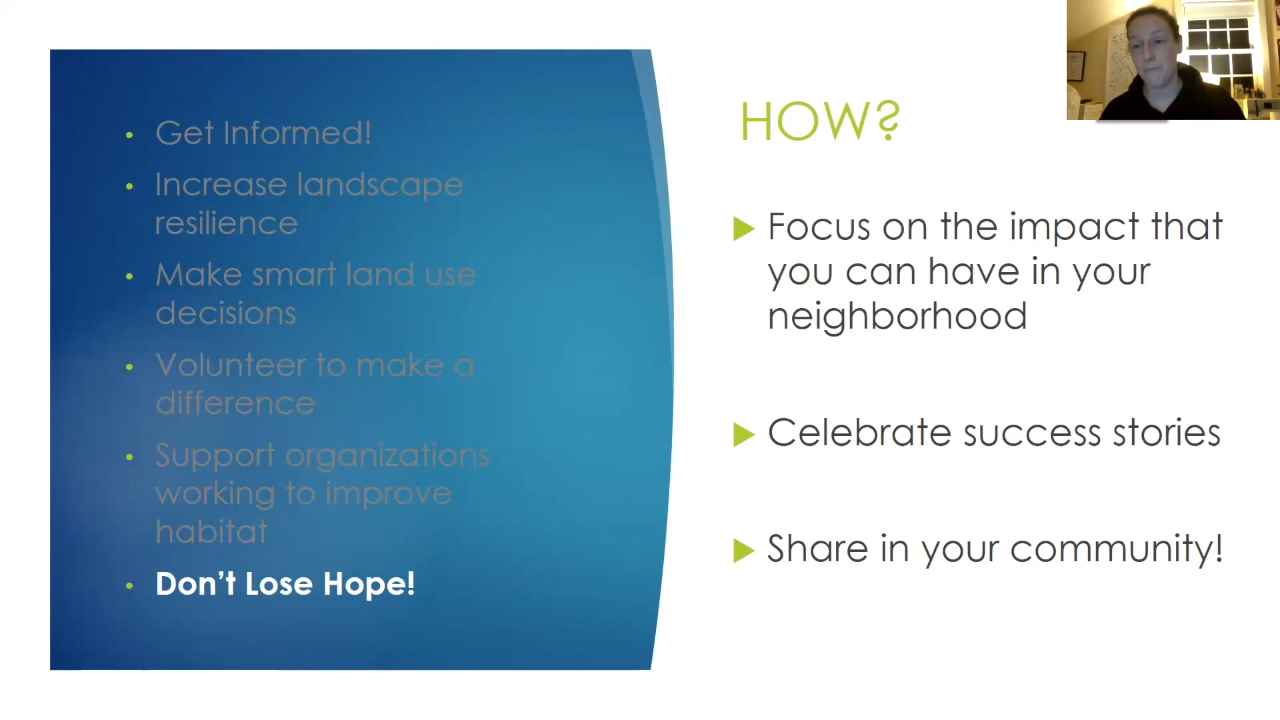 Get Informed!
Increase landscape
resilience
Make smart land use
decisions
Volunteer to make a
difference
Support organizations
working to improve
habitat
Don't Lose Hope!
HOW?
Focus on the impact that
you can have in your
neighborhood
Celebrate success stories
Share in your community!